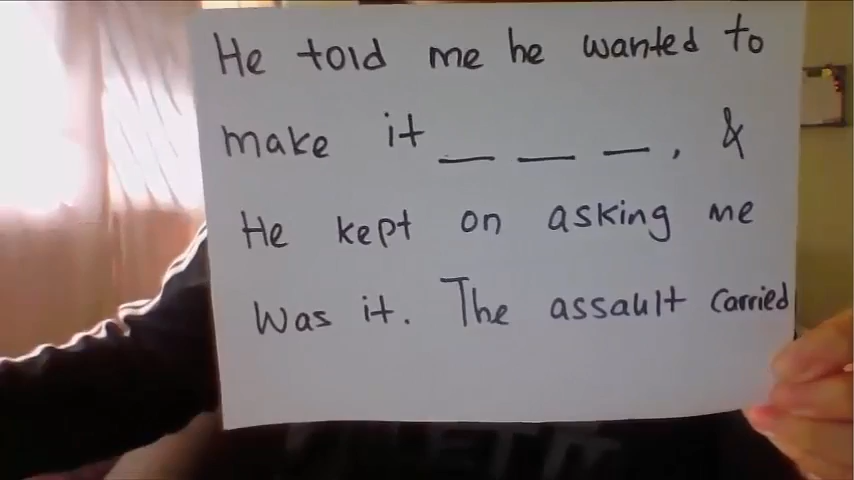 He told me he wanted to
make it _ _ _, &
He kept on asking me
was it. The assault carried